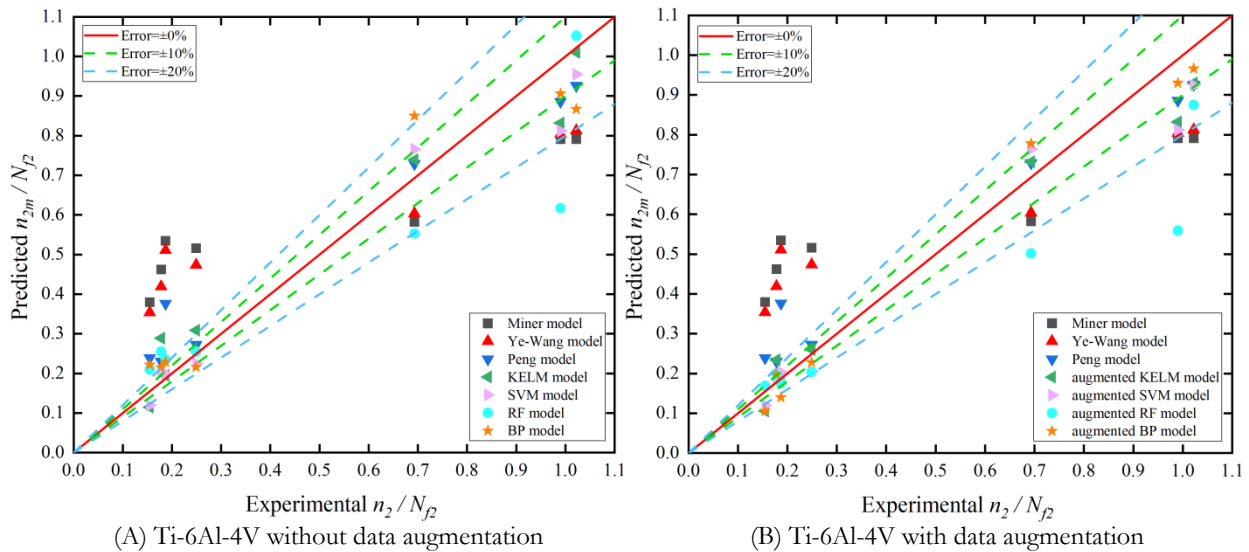 Error=±0%
Error=±10%
Error=±20%
1.1
1.0
0.9
0.8
0.7
0.6
0.5
0.4
0.3
0.2
0.1
0.0
Predicted n2m / Nf2
Miner model
Ye-Wang model
Peng model
KELM model
SVM model
RF model
BP model
0.0 0.1 0.2 0.3 0.4 0.5 0.6 0.7 0.8 0.9 1.0 1.1
Experimental n2 / Nf2
(A) Ti-6Al-4V without data augmentation
Error=±0%
Error=±10%
Error=±20%
1.1
1.0
0.9
0.8
0.7
0.6
0.5
0.4
0.3
0.2
0.1
0.0
Predicted n2m / Nf2
Miner model
Ye-Wang model
Peng model
augmented KELM model
augmented SVM model
augmented RF model
augmented BP model
0.0 0.1 0.2 0.3 0.4 0.5 0.6 0.7 0.8 0.9 1.0 1.1
Experimental n2 / Nf2
(B) Ti-6Al-4V with data augmentation